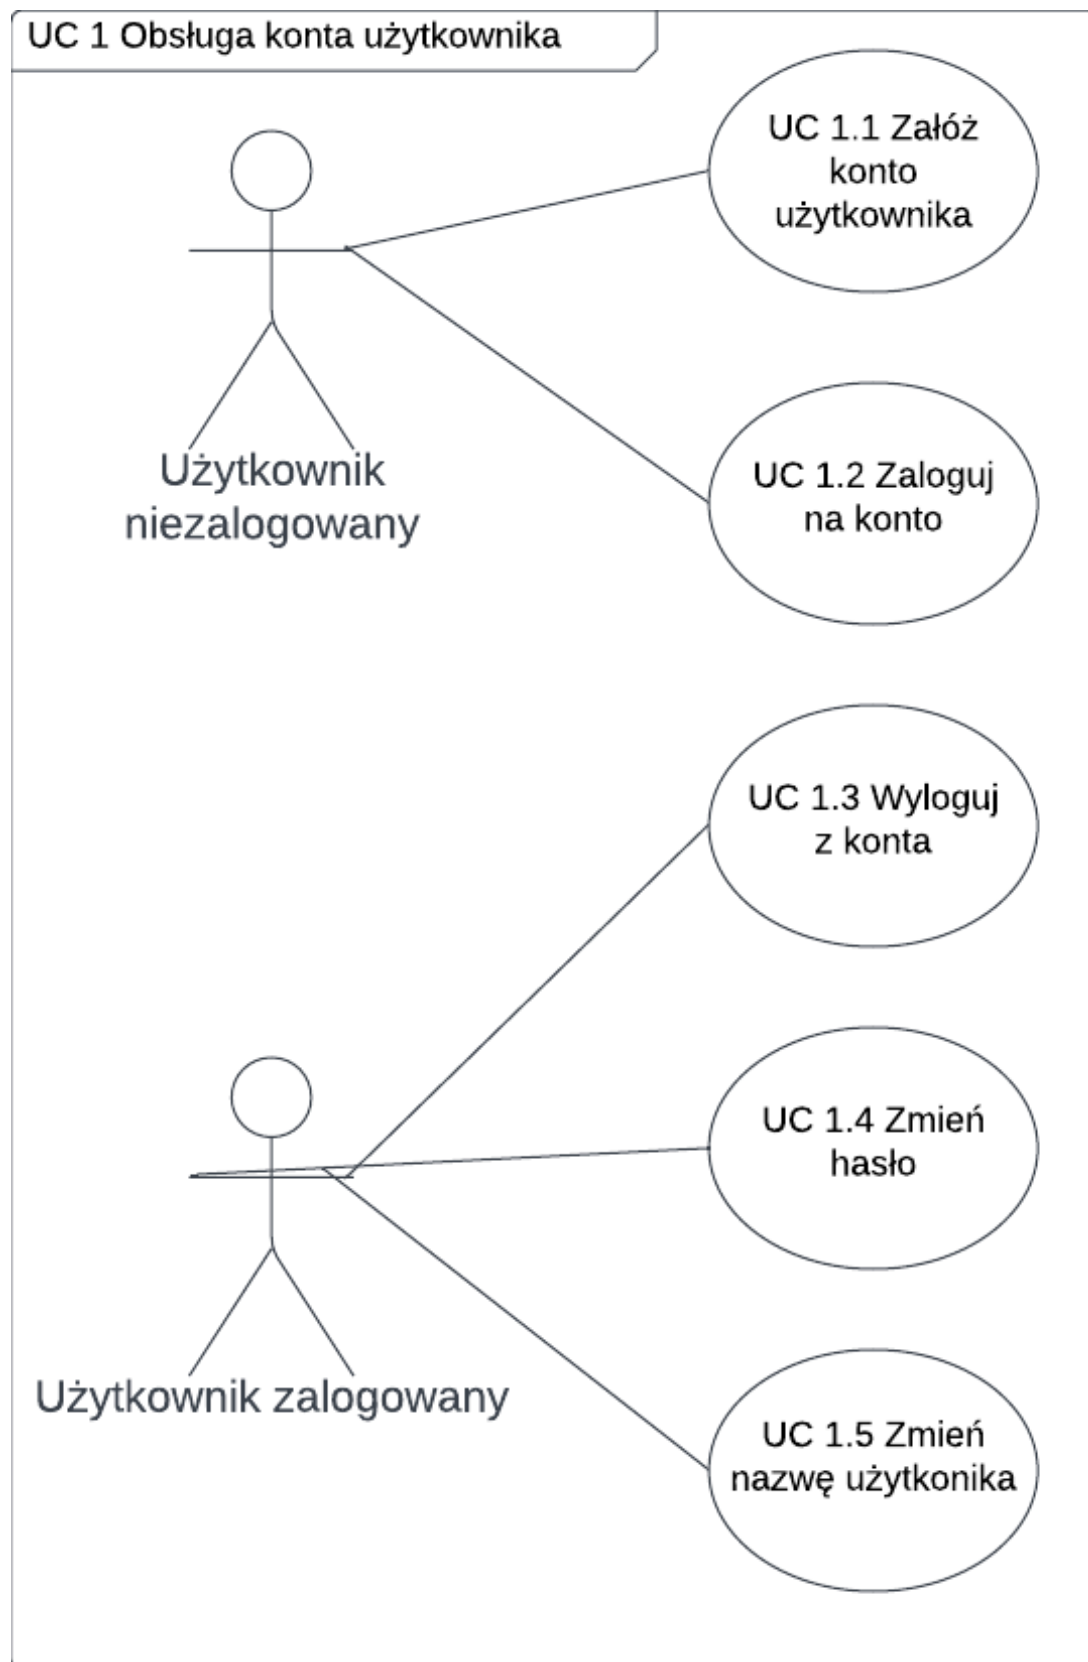 UC 1 Obsługa konta użytkownika
UC 1.1 Załóż
konto
użytkownika
Użytkownik
niezalogowany
UC 1.2 Zaloguj
na konto
UC 1.3 Wyloguj
z konta
UC 1.4 Zmień
hasło
Użytkownik zalogowany
UC 1.5 Zmień
nazwę użytkonika